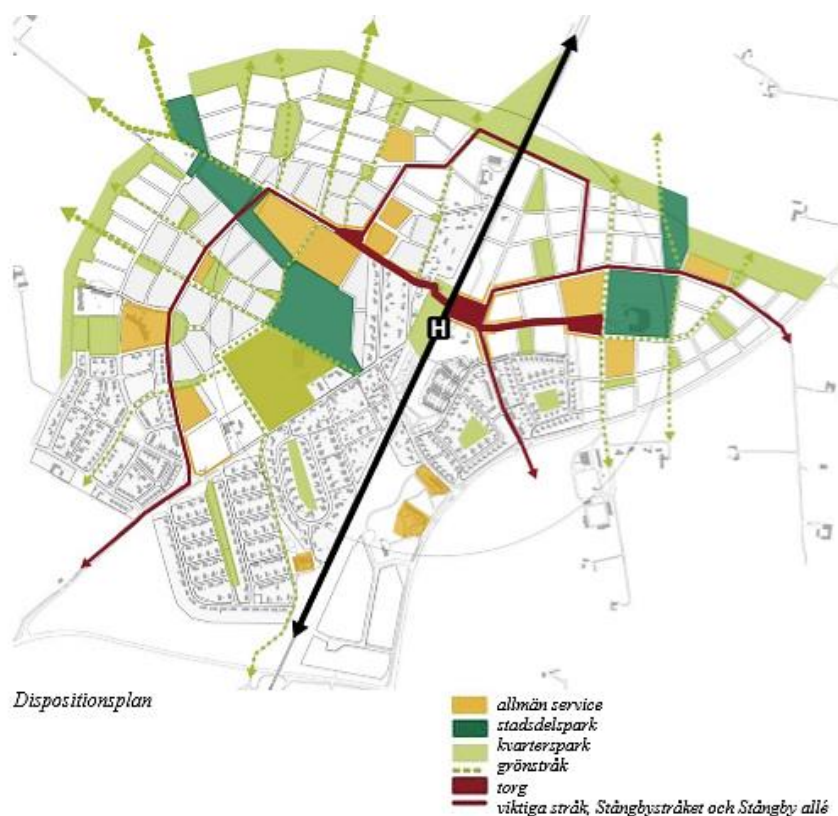 H
Dispositionsplan
allmän service
stadsdelspark
kvarterspark
grönstråk
torg
viktiga stråk, Stångbystråket och Stångby allé